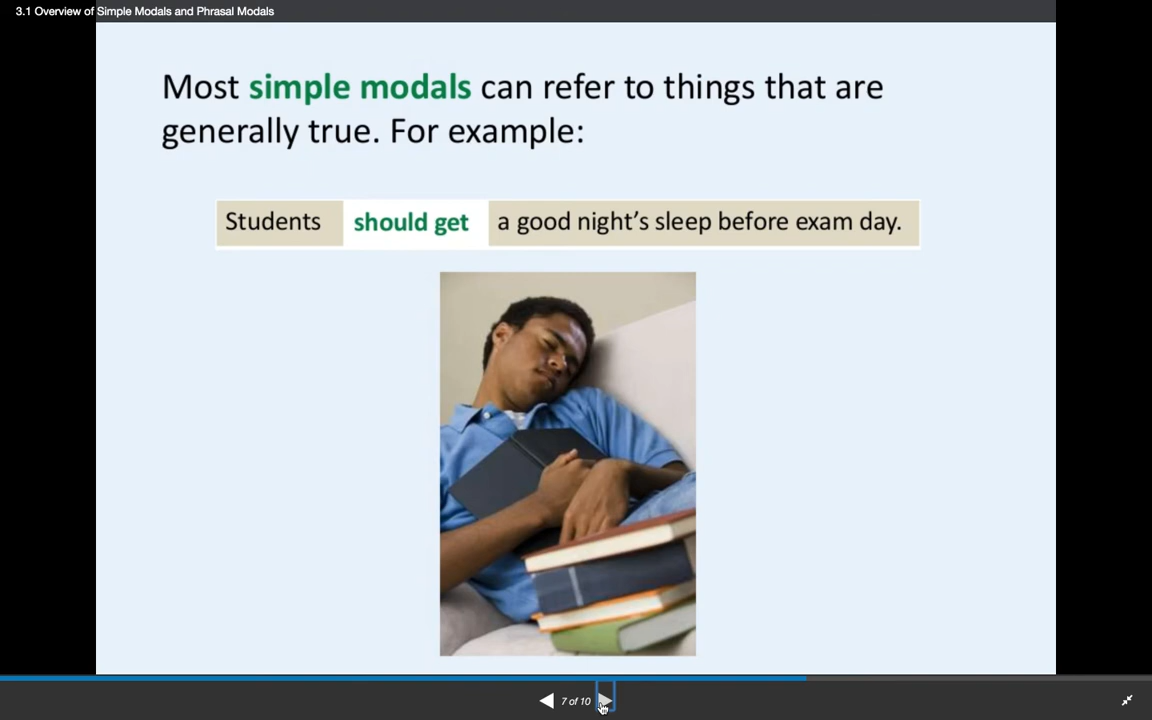 3.1 Overview of Simple Modals and Phrasal Modals
Most simple modals can refer to things that are
generally true. For example:
Students should get a good night’s sleep before exam day.
7 of 10